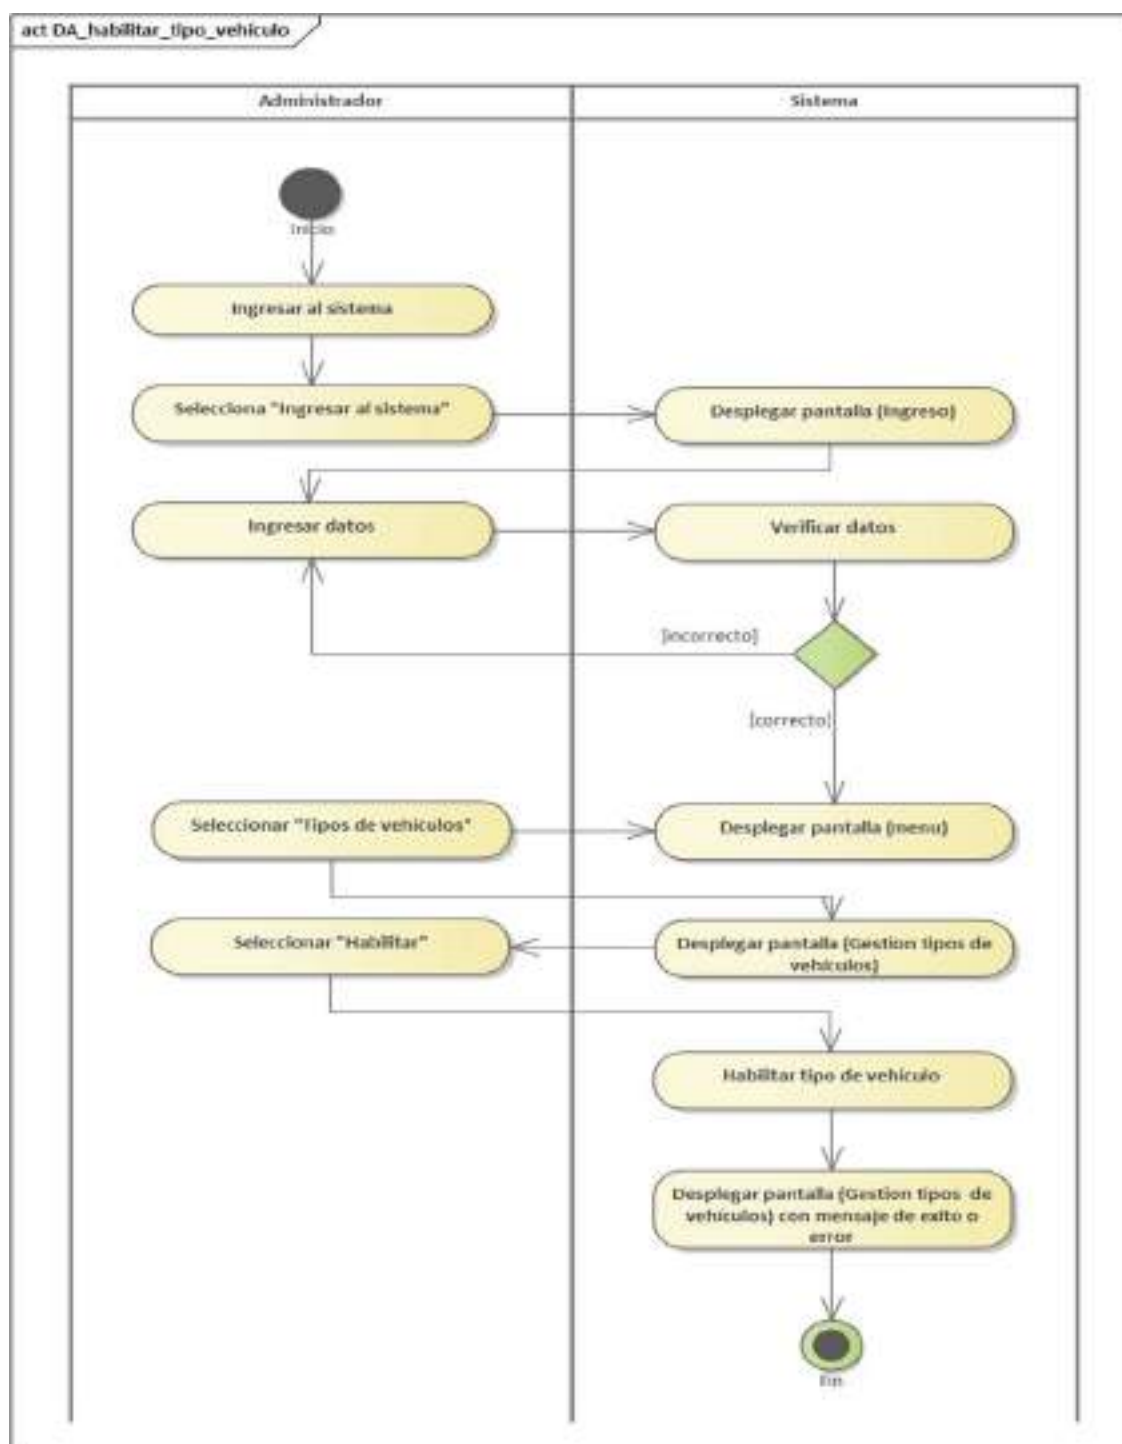 act DA_habilitar_tipo_vehiculo
Administrador
Sistema
Inicio
Ingresar al sistema
Selecciona "Ingresar al sistema"
Desplegar pantalla (Ingreso)
Ingresar datos
Verificar datos
[incorrecto]
[correcto]
Seleccionar "Tipos de vehiculos"
Desplegar pantalla (menu)
Seleccionar "Habilitar"
Desplegar pantalla (Gestion tipos de
vehiculos)
Habilitar tipo de vehiculo
Desplegar pantalla (Gestion tipos de
vehiculos) con mensaje de exito o
error
Fin